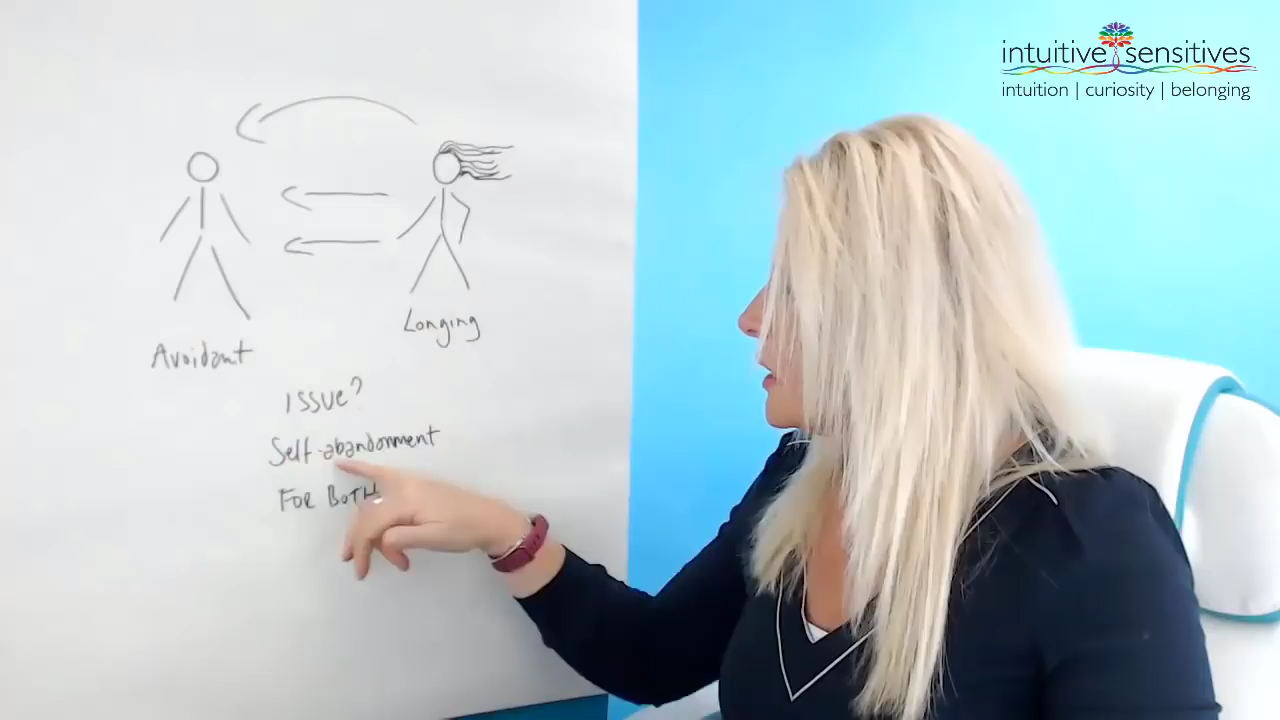 intuitive sensitives
intuition | curiosity | belonging
Longing
Avoidant
ISSUE?
Self-abandonment
FOR BOTH